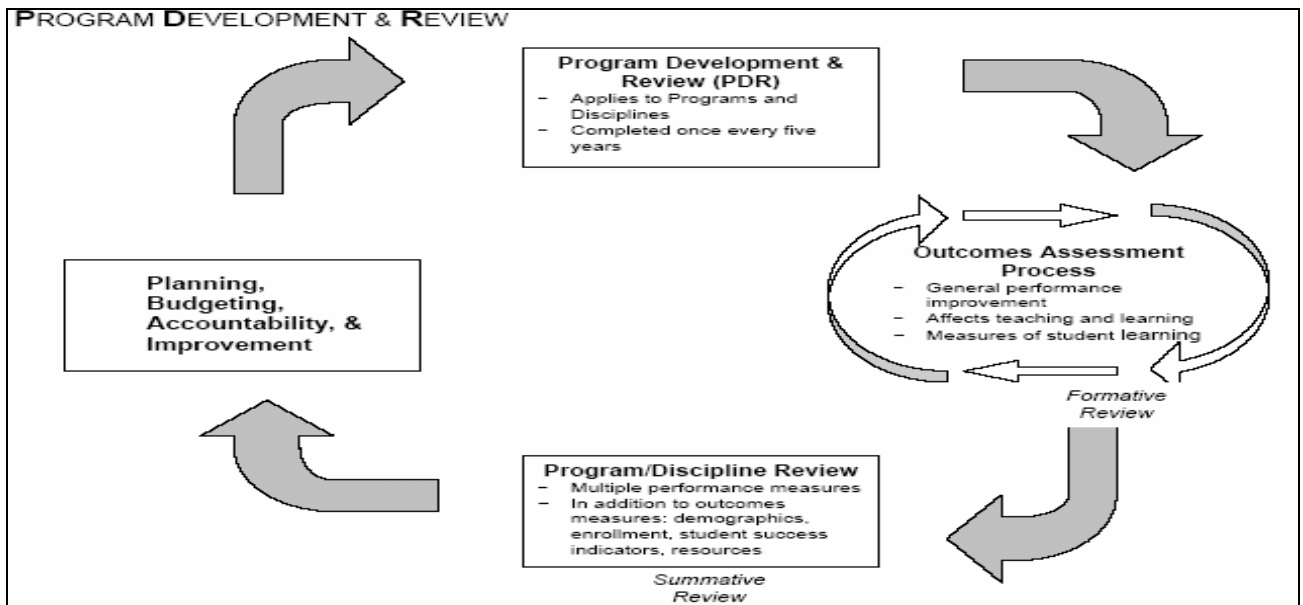 PROGRAM DEVELOPMENT & REVIEW
Program Development &
Review (PDR)
– Applies to Programs and
Disciplines
– Completed once every five
years
Outcomes Assessment
Process
– General performance
improvement
– Affects teaching and learning
– Measures of student learning
Formative
Review
Program/Discipline Review
– Multiple performance measures
– In addition to outcomes
measures: demographics,
enrollment, student success
indicators, resources
Summative
Review
Planning,
Budgeting,
Accountability, &
Improvement